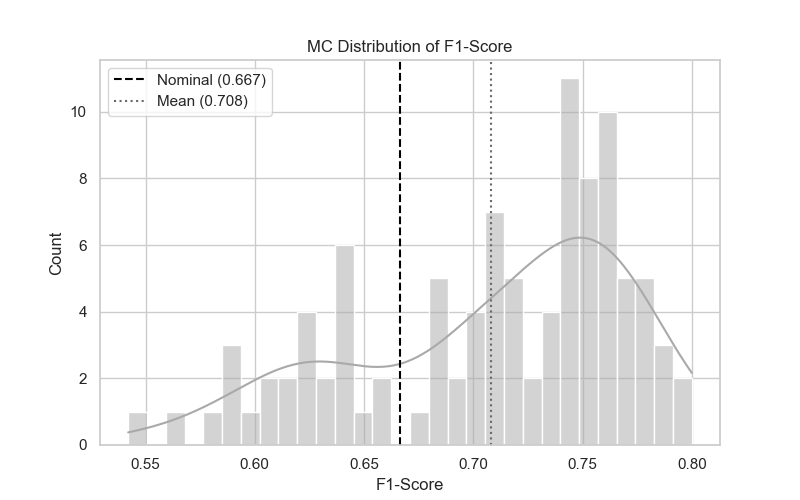 MC Distribution of F1-Score
Nominal (0.667)
Mean (0.708)
Count
10
8
6
4
2
0
0.55 0.60 0.65 0.70 0.75 0.80
F1-Score